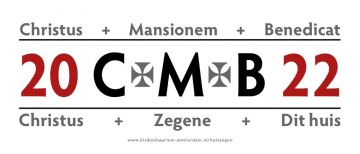 Christus + Mansionem + Benedicat
20 C✠M✠B 22
Christus + Zegene + Dit huis
www.bisdomhaarlem-amsterdam.nl/huiszegen